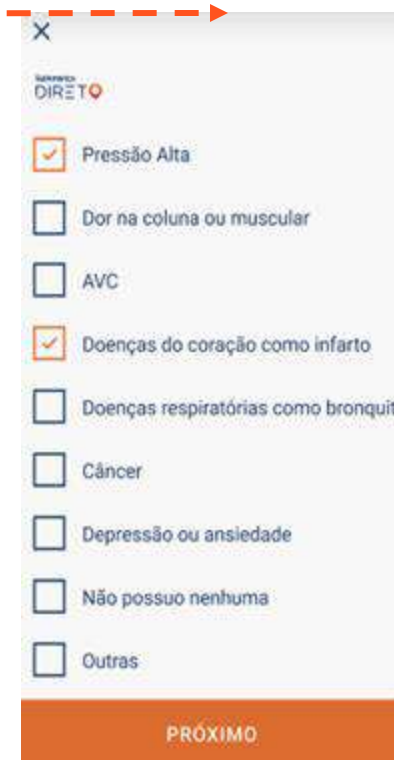 DIRETO
Pressão Alta
Dor na coluna ou muscular
AVC
Doenças do coração como infarto
Doenças respiratórias como bronquit
Câncer
Depressão ou ansiedade
Não possuo nenhuma
Outras
PRÓXIMO